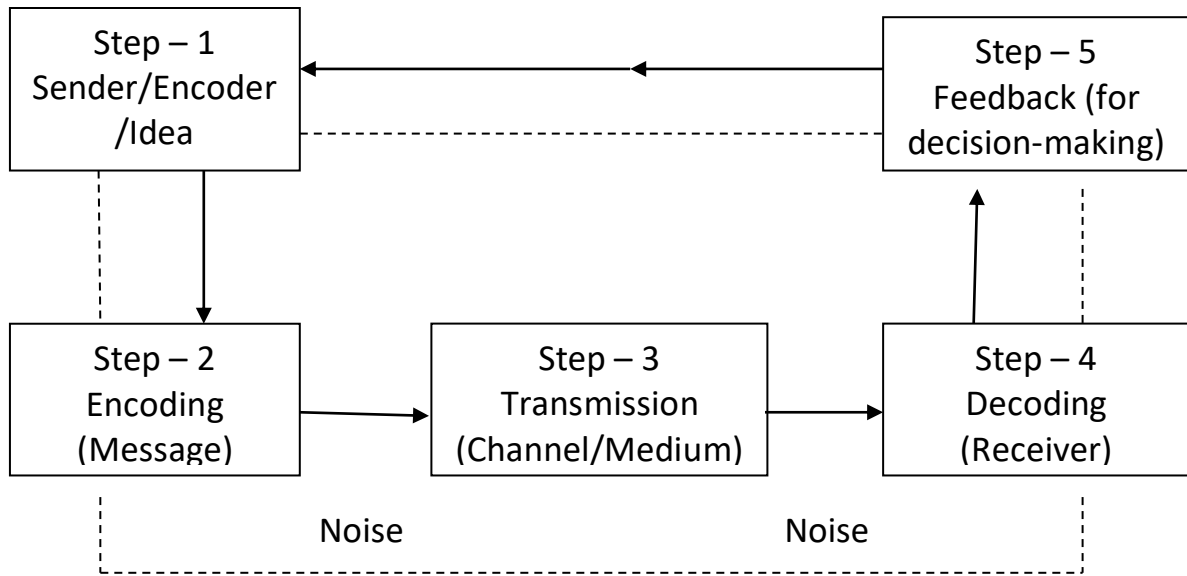 Step – 1
Sender/Encoder
/Idea
Step – 5
Feedback (for
decision-making)
Step – 2
Encoding
(Message)
Step – 3
Transmission
(Channel/Medium)
Step – 4
Decoding
(Receiver)
Noise
Noise